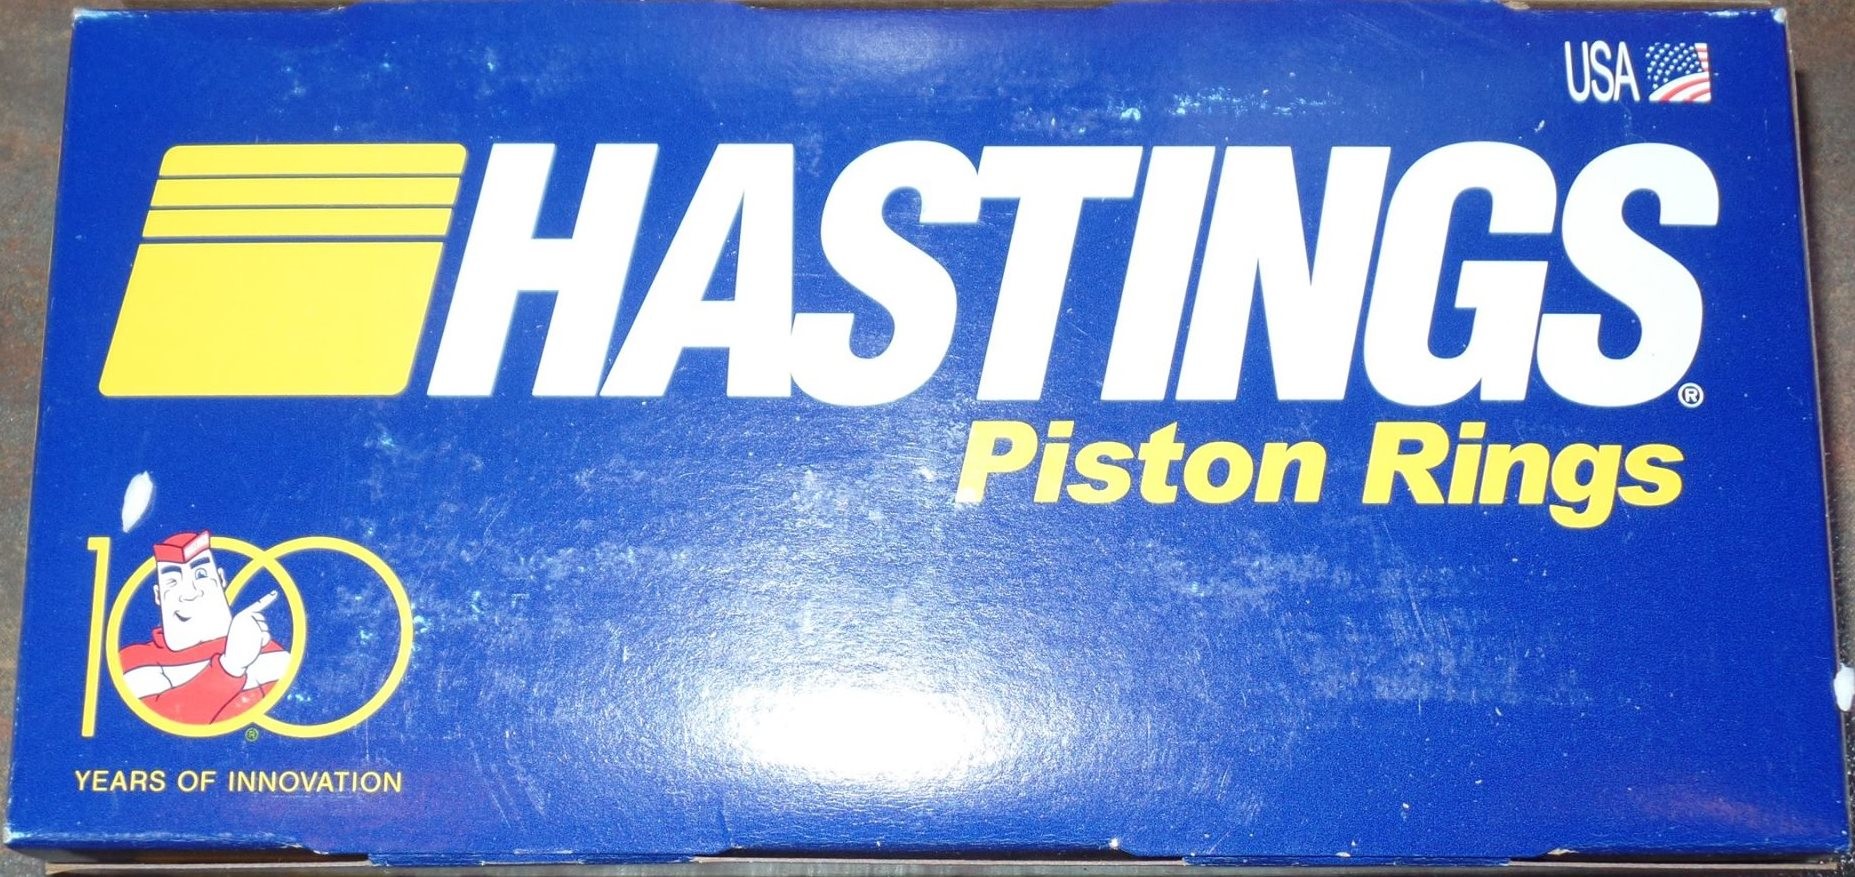 USA
HASTINGS®
Piston Rings
100
®
YEARS OF INNOVATION